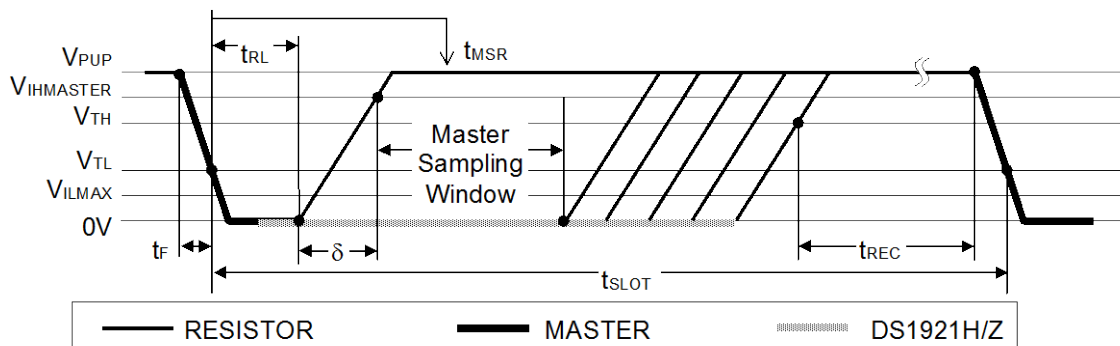 VPUP
VIHMASTER
VTH
VTL
VILMAX
0V
tRL
tMSR
Master
Sampling
Window
tF
δ
tREC
tSLOT
RESISTOR MASTER DS1921H/Z